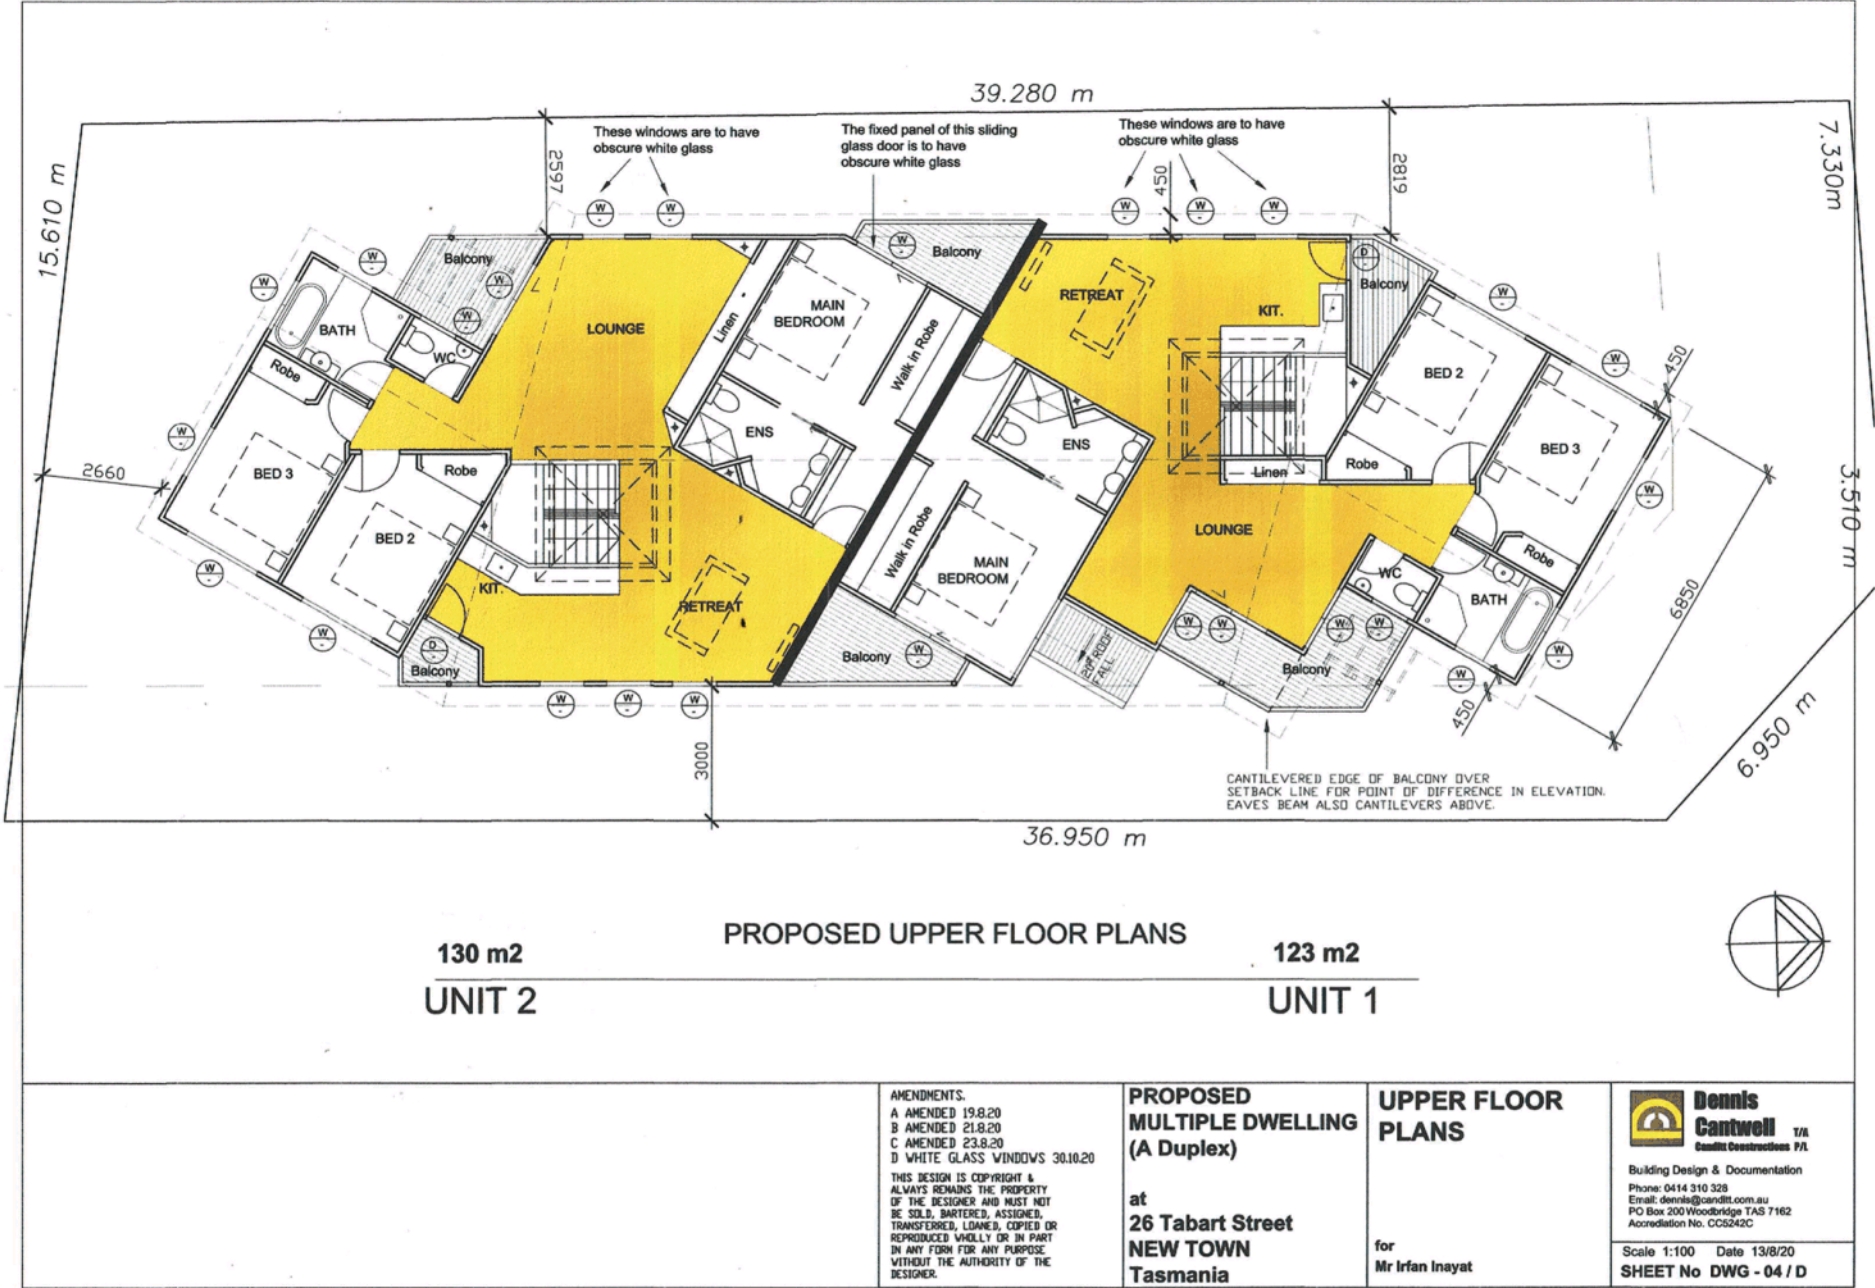 39.280 m
These windows are to have
obscure white glass
The fixed panel of this sliding
glass door is to have
obscure white glass
These windows are to have
obscure white glass
7.330m
15.610 m
2597
450
2819
W
W
W
W
W
W
Balcony
Balcony
D
Balcony
W
W
W
W
W
W
BATH
WC
LOUNGE
Linen
MAIN
BEDROOM
Walk in Robe
RETREAT
KIT.
BED 2
W
450
Robe
W
ENS
ENS
BED 3
2660
BED 3
Robe
Linen
Robe
W
3.510 m
BED 2
LOUNGE
Walk in Robe
MAIN
BEDROOM
Robe
W
KIT.
RETREAT
WC
BATH
6850
W
D
Balcony
Balcony
W
20° ROOF
FALL
W
W
W
W
Balcony
W
W
W
W
W
450
6.950 m
3000
CANTILEVERED EDGE OF BALCONY OVER
SETBACK LINE FOR POINT OF DIFFERENCE IN ELEVATION.
EAVES BEAM ALSO CANTILEVERS ABOVE.
36.950 m
PROPOSED UPPER FLOOR PLANS
130 m2
UNIT 2
123 m2
UNIT 1
AMENDMENTS.
A AMENDED 19.8.20
B AMENDED 21.8.20
C AMENDED 23.8.20
D WHITE GLASS WINDOWS 30.10.20
THIS DESIGN IS COPYRIGHT &
ALWAYS REMAINS THE PROPERTY
OF THE DESIGNER AND MUST NOT
BE SOLD, BARTERED, ASSIGNED,
TRANSFERRED, LOANED, COPIED OR
REPRODUCED WHOLLY OR IN PART
IN ANY FORM FOR ANY PURPOSE
WITHOUT THE AUTHORITY OF THE
DESIGNER.
PROPOSED
MULTIPLE DWELLING
(A Duplex)
at
26 Tabart Street
NEW TOWN
Tasmania
UPPER FLOOR
PLANS
for
Mr Irfan Inayat
Dennis
Cantwell T/A
Canditt Constructions P/L
Building Design & Documentation
Phone: 0414 310 328
Email: dennis@canditt.com.au
PO Box 200 Woodbridge TAS 7162
Accrediation No. CC5242C
Scale 1:100 Date 13/8/20
SHEET No DWG - 04 / D